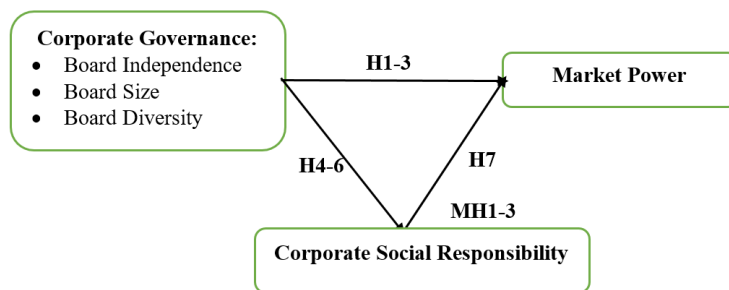 Corporate Governance:
• Board Independence
• Board Size
• Board Diversity
H1-3
Market Power
H4-6
H7
MH1-3
Corporate Social Responsibility